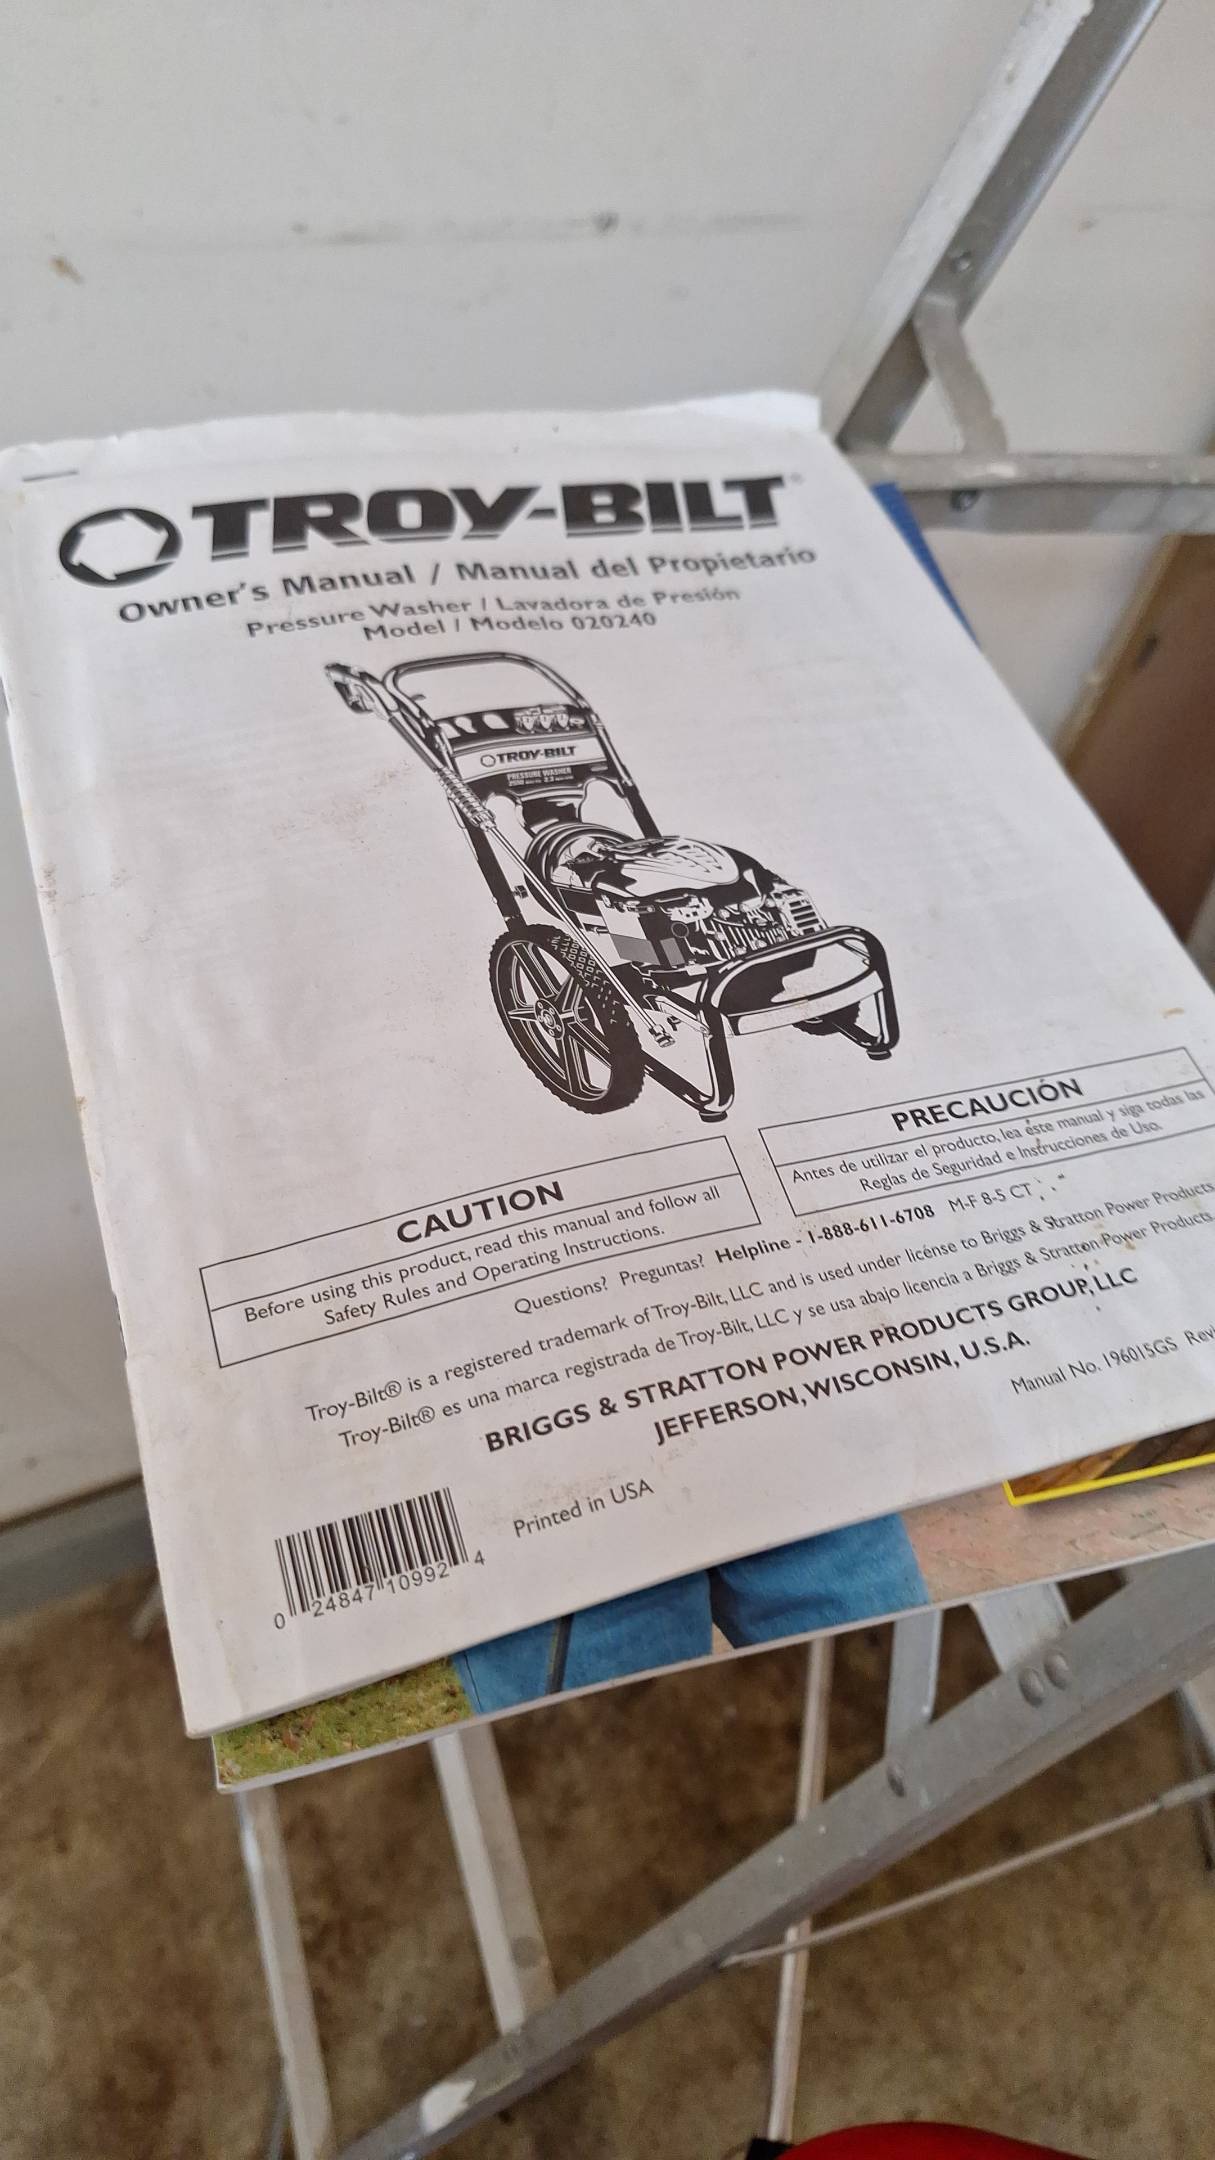 TROY-BILT®
Owner's Manual / Manual del Propietario
Pressure Washer / Lavadora de Presión
Model / Modelo 020240
TROY-BILT
PRESSURE WASHER
CAUTION
Before using this product, read this manual and follow all
Safety Rules and Operating Instructions.
PRECAUCIÓN
Antes de utilizar el producto, lea éste manual y siga todas las
Reglas de Seguridad e Instrucciones de Uso.
Questions? Preguntas? Helpline - 1-888-611-6708 M-F 8-5 CT
Troy-Bilt® is a registered trademark of Troy-Bilt, LLC and is used under license to Briggs & Stratton Power Products
Troy-Bilt® es una marca registrada de Troy-Bilt, LLC y se usa abajo licencia a Briggs & Stratton Power Products.
BRIGGS & STRATTON POWER PRODUCTS GROUP, LLC
JEFFERSON, WISCONSIN, U.S.A.
Manual No. 196015GS
Printed in USA
0 24847 10992 4